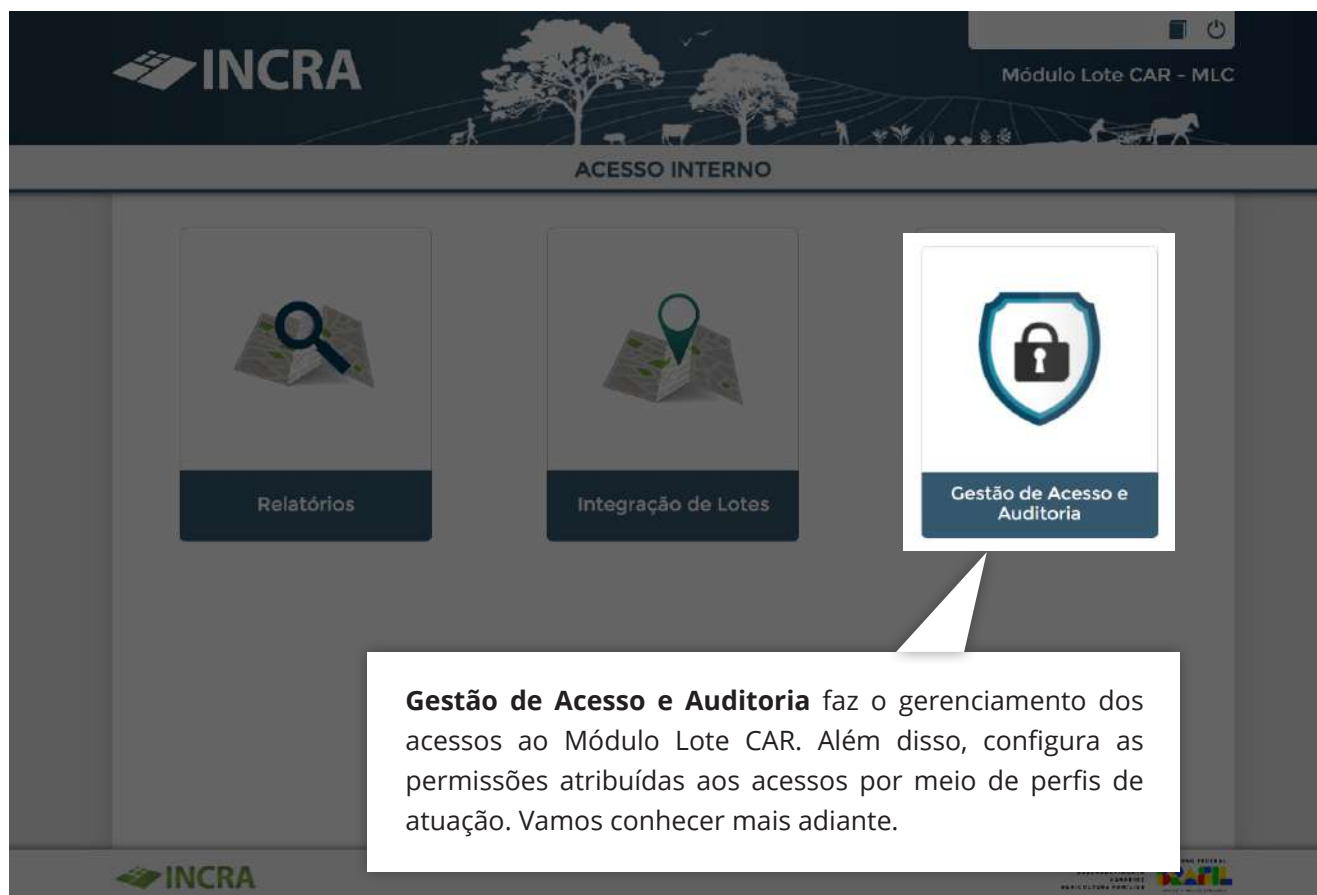 INCRA
Módulo Lote CAR - MLC
ACESSO INTERNO
Relatórios
Integração de Lotes
Gestão de Acesso e
Auditoria
Gestão de Acesso e Auditoria faz o gerenciamento dos
acessos ao Módulo Lote CAR. Além disso, configura as
permissões atribuídas aos acessos por meio de perfis de
atuação. Vamos conhecer mais adiante.
INCRA